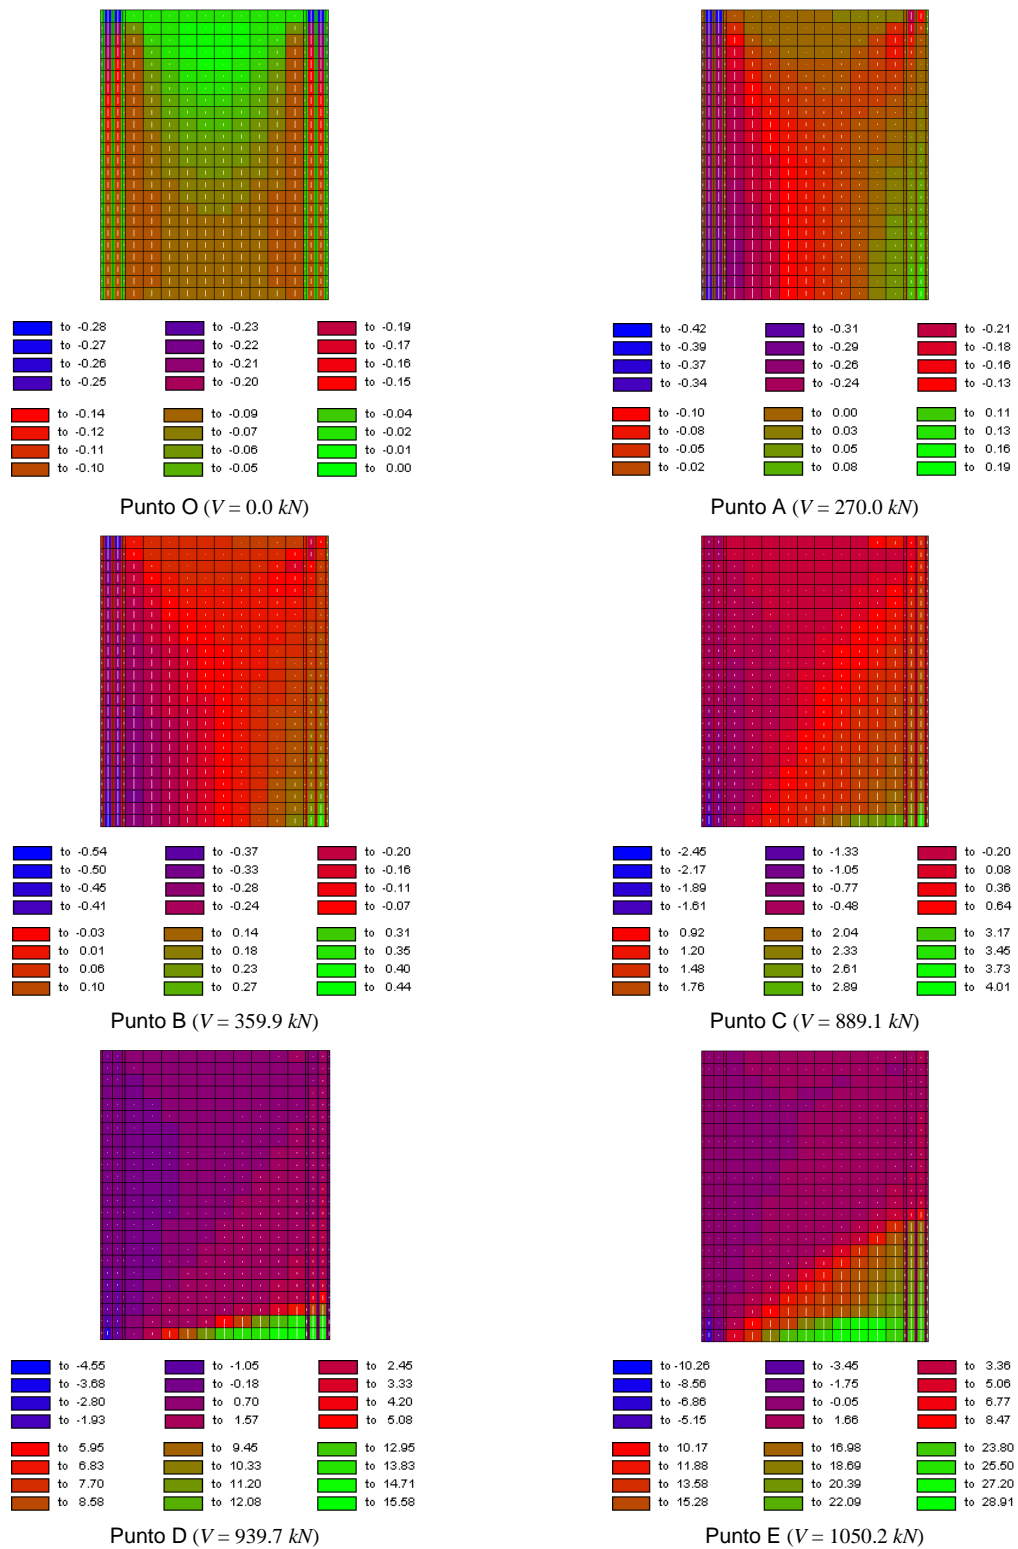 to -0.28 to -0.23 to -0.19
to -0.27 to -0.22 to -0.17
to -0.26 to -0.21 to -0.16
to -0.25 to -0.20 to -0.15
to -0.14 to -0.09 to -0.04
to -0.12 to -0.07 to -0.02
to -0.11 to -0.06 to -0.01
to -0.10 to -0.05 to 0.00
Punto O (V = 0.0 kN)
to -0.42 to -0.31 to -0.21
to -0.39 to -0.29 to -0.18
to -0.37 to -0.26 to -0.16
to -0.34 to -0.24 to -0.13
to -0.10 to 0.00 to 0.11
to -0.08 to 0.03 to 0.13
to -0.05 to 0.05 to 0.16
to -0.02 to 0.08 to 0.19
Punto A (V = 270.0 kN)
to -0.54 to -0.37 to -0.20
to -0.50 to -0.33 to -0.16
to -0.45 to -0.28 to -0.11
to -0.41 to -0.24 to -0.07
to -0.03 to 0.14 to 0.31
to 0.01 to 0.18 to 0.35
to 0.06 to 0.23 to 0.40
to 0.10 to 0.27 to 0.44
Punto B (V = 359.9 kN)
to -2.45 to -1.33 to -0.20
to -2.17 to -1.05 to 0.08
to -1.89 to -0.77 to 0.36
to -1.61 to -0.48 to 0.64
to 0.92 to 2.04 to 3.17
to 1.20 to 2.33 to 3.45
to 1.48 to 2.61 to 3.73
to 1.76 to 2.89 to 4.01
Punto C (V = 889.1 kN)
to -4.55 to -1.05 to 2.45
to -3.68 to -0.18 to 3.33
to -2.80 to 0.70 to 4.20
to -1.93 to 1.57 to 5.08
to 5.95 to 9.45 to 12.95
to 6.83 to 10.33 to 13.83
to 7.70 to 11.20 to 14.71
to 8.58 to 12.08 to 15.58
Punto D (V = 939.7 kN)
to -10.26 to -3.45 to 3.36
to -8.56 to -1.75 to 5.06
to -6.86 to -0.05 to 6.77
to -5.15 to 1.66 to 8.47
to 10.17 to 16.98 to 23.80
to 11.88 to 18.69 to 25.50
to 13.58 to 20.39 to 27.20
to 15.28 to 22.09 to 28.91
Punto E (V = 1050.2 kN)